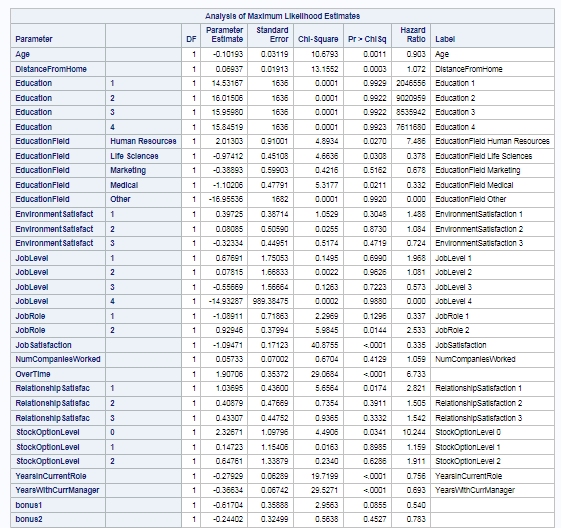 Analysis of Maximum Likelihood Estimates
Parameter DF Parameter Estimate Standard Error Chi-Square Pr > ChiSq Hazard Ratio Label
Age 1 -0.10193 0.03119 10.6793 0.0011 0.903 Age
DistanceFromHome 1 0.06937 0.01913 13.1552 0.0003 1.072 DistanceFromHome
Education 1 1 14.53167 1636 0.0001 0.9929 2046556 Education 1
Education 2 1 16.01506 1636 0.0001 0.9922 9020959 Education 2
Education 3 1 15.95980 1636 0.0001 0.9922 8535942 Education 3
Education 4 1 15.84519 1636 0.0001 0.9923 7611680 Education 4
EducationField Human Resources 1 2.01303 0.91001 4.8934 0.0270 7.486 EducationField Human Resources
EducationField Life Sciences 1 -0.97412 0.45108 4.6636 0.0308 0.378 EducationField Life Sciences
EducationField Marketing 1 -0.38893 0.59903 0.4216 0.5162 0.678 EducationField Marketing
EducationField Medical 1 -1.10206 0.47791 5.3177 0.0211 0.332 EducationField Medical
EducationField Other 1 -16.95536 1682 0.0001 0.9920 0.000 EducationField Other
EnvironmentSatisfact 1 1 0.39725 0.38714 1.0529 0.3048 1.488 EnvironmentSatisfaction 1
EnvironmentSatisfact 2 1 0.08085 0.50590 0.0255 0.8730 1.084 EnvironmentSatisfaction 2
EnvironmentSatisfact 3 1 -0.32334 0.44951 0.5174 0.4719 0.724 EnvironmentSatisfaction 3
JobLevel 1 1 0.67691 1.75053 0.1495 0.6990 1.968 JobLevel 1
JobLevel 2 1 0.07815 1.66833 0.0022 0.9626 1.081 JobLevel 2
JobLevel 3 1 -0.55669 1.56664 0.1263 0.7223 0.573 JobLevel 3
JobLevel 4 1 -14.93287 989.38475 0.0002 0.9880 0.000 JobLevel 4
JobRole 1 1 -1.08911 0.71863 2.2969 0.1296 0.337 JobRole 1
JobRole 2 1 0.92946 0.37994 5.9845 0.0144 2.533 JobRole 2
JobSatisfaction 1 -1.09471 0.17123 40.8755 <.0001 0.335 JobSatisfaction
NumCompaniesWorked 1 0.05733 0.07002 0.6704 0.4129 1.059 NumCompaniesWorked
OverTime 1 1.90706 0.35372 29.0684 <.0001 6.733
RelationshipSatisfac 1 1 1.03695 0.43600 5.6564 0.0174 2.821 RelationshipSatisfaction 1
RelationshipSatisfac 2 1 0.40879 0.47669 0.7354 0.3911 1.505 RelationshipSatisfaction 2
RelationshipSatisfac 3 1 0.43307 0.44752 0.9365 0.3332 1.542 RelationshipSatisfaction 3
StockOptionLevel 0 1 2.32671 1.09796 4.4906 0.0341 10.244 StockOptionLevel 0
StockOptionLevel 1 1 0.14723 1.15406 0.0163 0.8985 1.159 StockOptionLevel 1
StockOptionLevel 2 1 0.64761 1.33879 0.2340 0.6286 1.911 StockOptionLevel 2
YearsInCurrentRole 1 -0.27929 0.06289 19.7199 <.0001 0.756 YearsInCurrentRole
YearsWithCurrManager 1 -0.36634 0.06742 29.5271 <.0001 0.693 YearsWithCurrManager
bonus1 1 -0.61704 0.35888 2.9563 0.0855 0.540
bonus2 1 -0.24402 0.32499 0.5638 0.4527 0.783